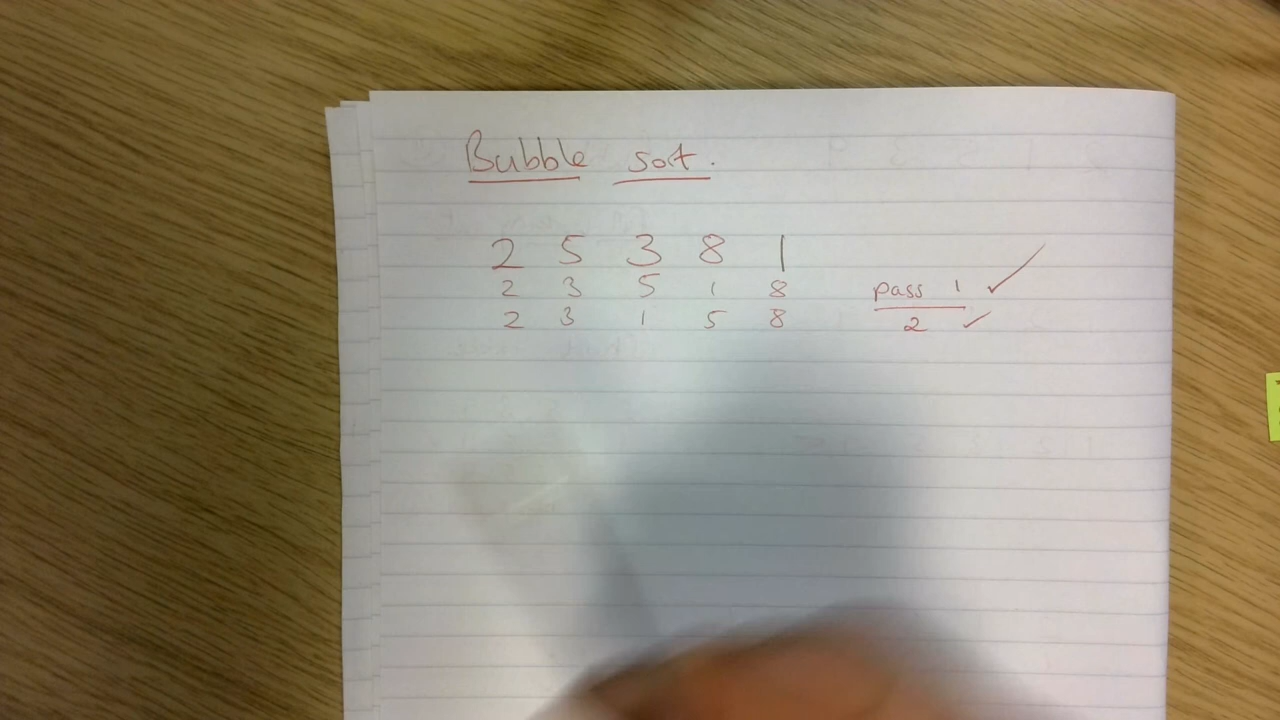 Bubble sort.
2 5 3 8 1
2 3 5 1 8 pass 1 ✓
2 3 1 5 8 2 ✓